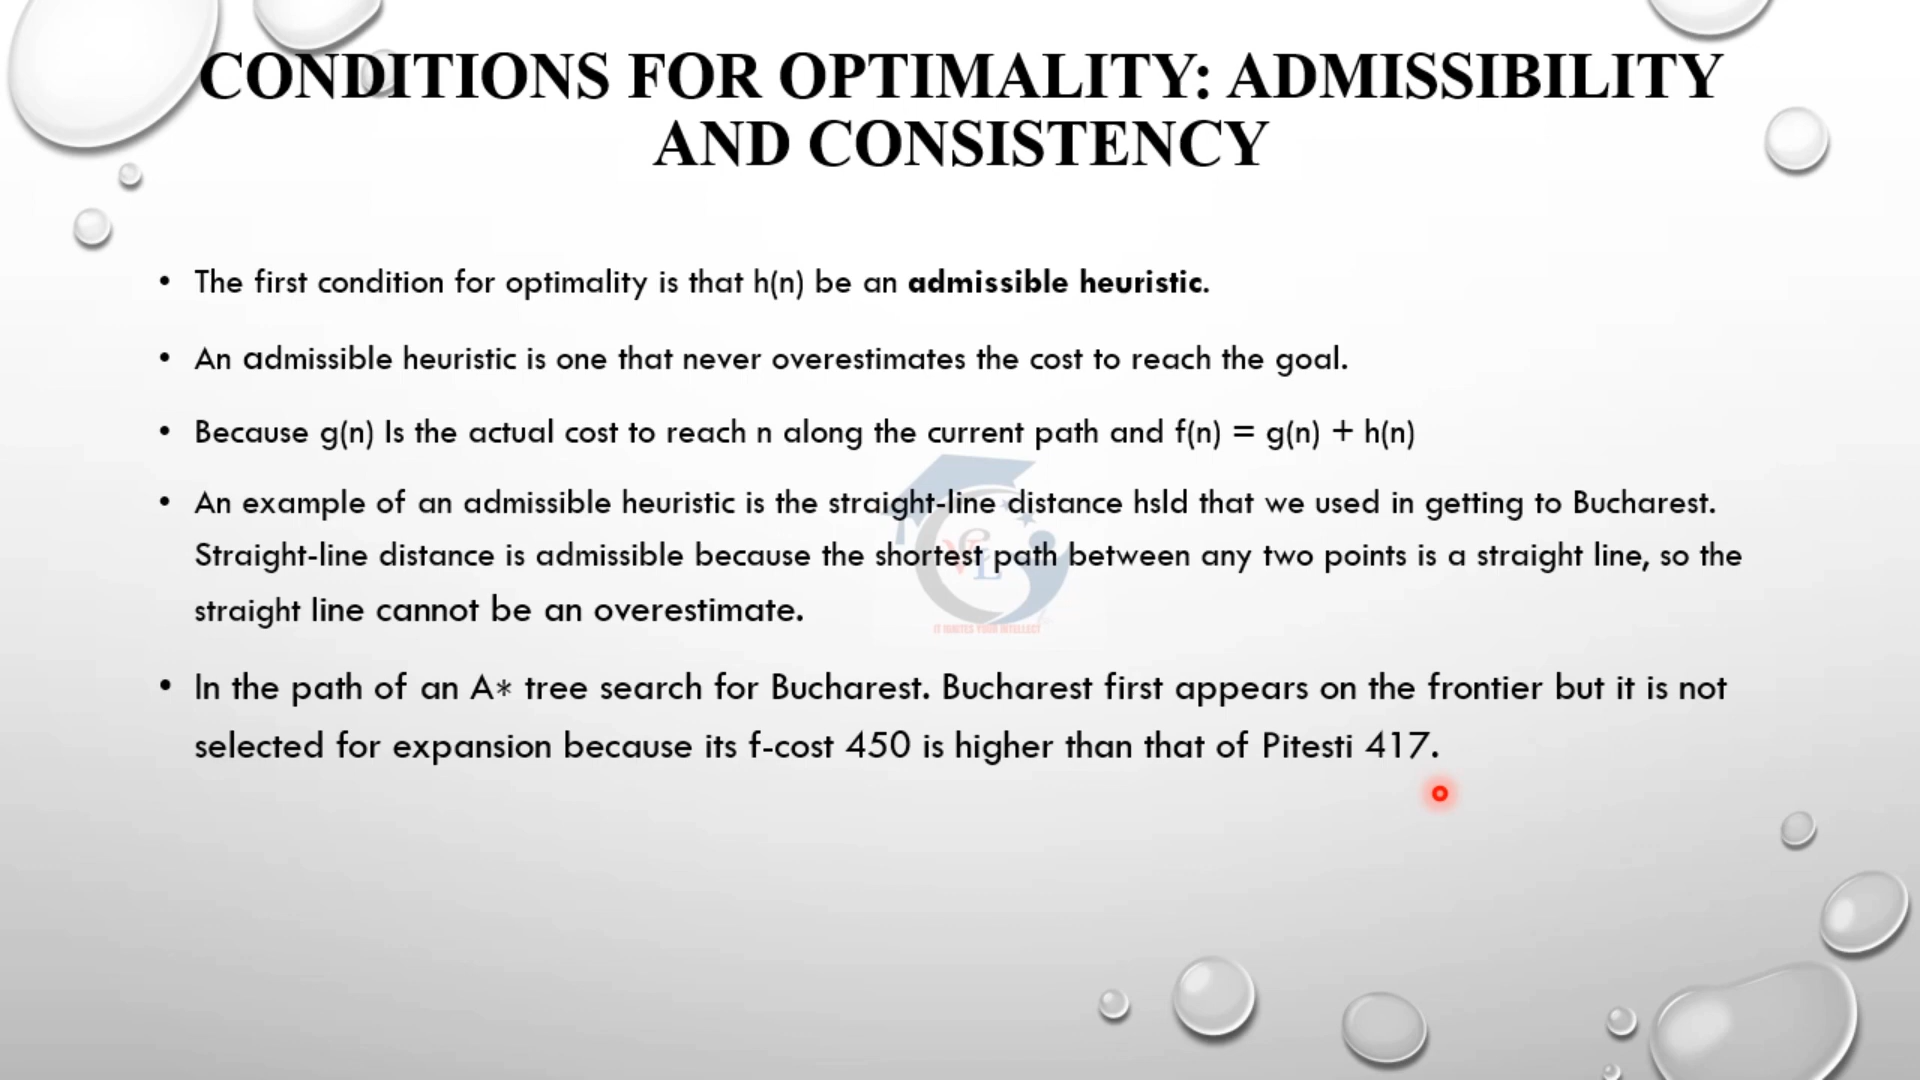 CONDITIONS FOR OPTIMALITY: ADMISSIBILITY
AND CONSISTENCY
• The first condition for optimality is that h(n) be an admissible heuristic.
• An admissible heuristic is one that never overestimates the cost to reach the goal.
• Because g(n) Is the actual cost to reach n along the current path and f(n) = g(n) + h(n)
• An example of an admissible heuristic is the straight-line distance hsld that we used in getting to Bucharest.
Straight-line distance is admissible because the shortest path between any two points is a straight line, so the
straight line cannot be an overestimate.
• In the path of an A* tree search for Bucharest. Bucharest first appears on the frontier but it is not
selected for expansion because its f-cost 450 is higher than that of Pitesti 417.
IT IGNITES YOUR INTELLECT